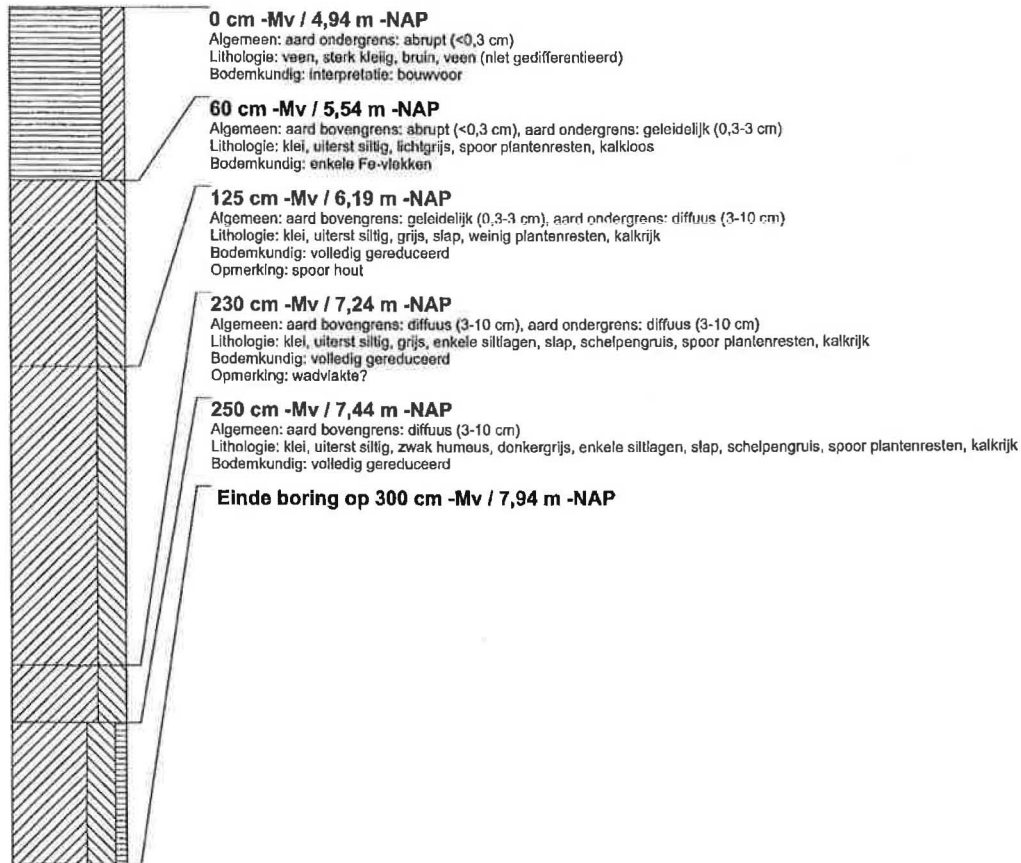 0 cm -Mv / 4,94 m -NAP
Algemeen: aard ondergrens: abrupt (<0,3 cm)
Lithologie: veen, sterk kleiig, bruin, veen (niet gedifferentieerd)
Bodemkundig: interpretatie: bouwvoor
60 cm -Mv / 5,54 m -NAP
Algemeen: aard bovengrens: abrupt (<0,3 cm), aard ondergrens: geleidelijk (0,3-3 cm)
Lithologie: klei, uiterst siltig, lichtgrijs, spoor plantenresten, kalkloos
Bodemkundig: enkele Fe-vlekken
125 cm -Mv / 6,19 m -NAP
Algemeen: aard bovengrens: geleidelijk (0,3-3 cm), aard ondergrens: diffuus (3-10 cm)
Lithologie: klei, uiterst siltig, grijs, slap, weinig plantenresten, kalkrijk
Bodemkundig: volledig gereduceerd
Opmerking: spoor hout
230 cm -Mv / 7,24 m -NAP
Algemeen: aard bovengrens: diffuus (3-10 cm), aard ondergrens: diffuus (3-10 cm)
Lithologie: klei, uiterst siltig, grijs, enkele siltlagen, slap, schelpengruis, spoor plantenresten, kalkrijk
Bodemkundig: volledig gereduceerd
Opmerking: wadvlakte?
250 cm -Mv / 7,44 m -NAP
Algemeen: aard bovengrens: diffuus (3-10 cm)
Lithologie: klei, uiterst siltig, zwak humeus, donkergrijs, enkele siltlagen, slap, schelpengruis, spoor plantenresten, kalkrijk
Bodemkundig: volledig gereduceerd
Einde boring op 300 cm -Mv / 7,94 m -NAP